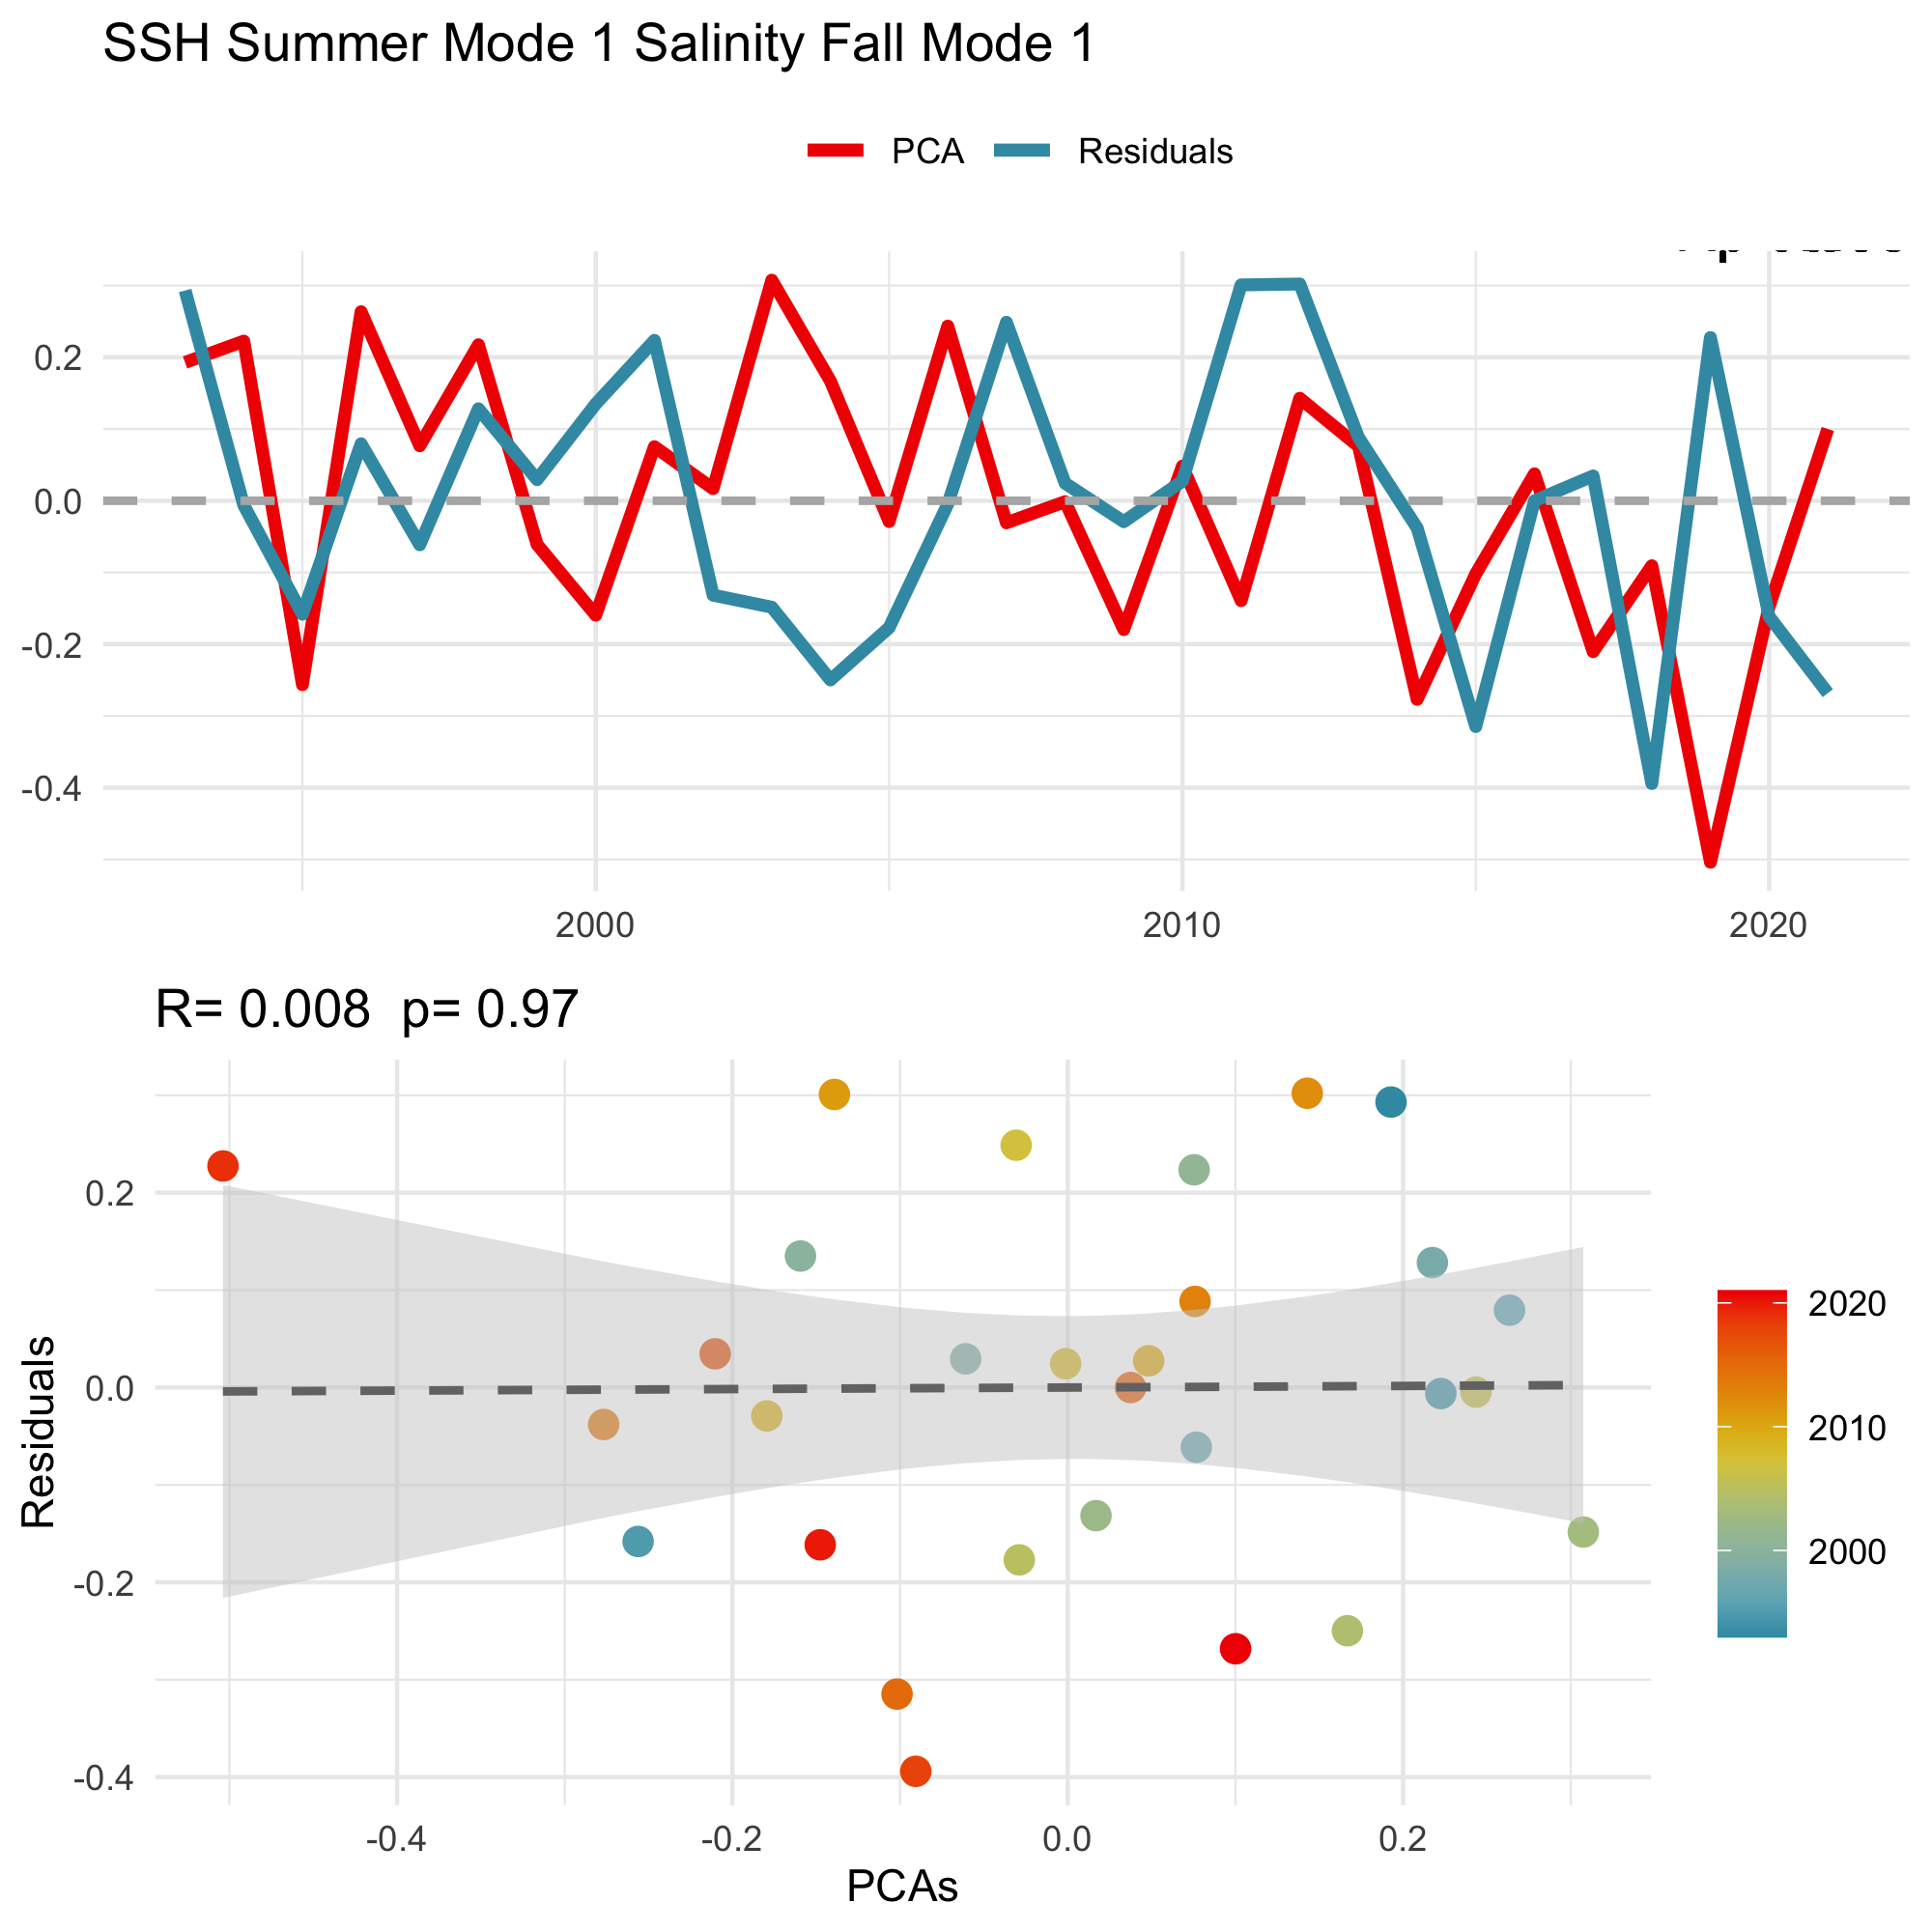 SSH Summer Mode 1 Salinity Fall Mode 1
PCA Residuals
0.2
0.0
-0.2
-0.4
2000 2010 2020
R= 0.008 p= 0.97
Residuals
0.2
0.0
-0.2
-0.4
-0.4 -0.2 0.0 0.2
PCAs
2020
2010
2000